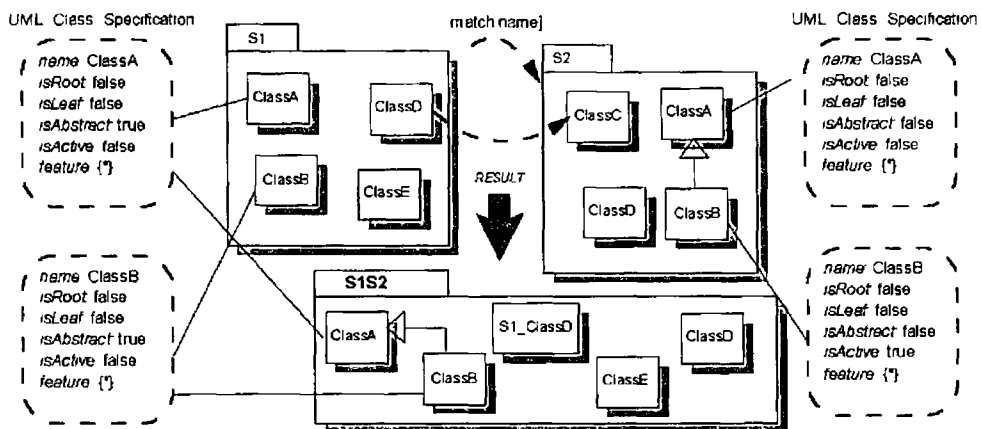 UML Class Specification
name ClassA
isRoot false
isLeaf false
isAbstract true
isActive false
feature {*}
name ClassB
isRoot false
isLeaf false
isAbstract true
isActive false
feature {*}
S1
ClassA
ClassD
ClassB
ClassE
match name]
RESULT
S2
ClassC
ClassA
ClassD
ClassB
UML Class Specification
name ClassA
isRoot false
isLeaf false
isAbstract false
isActive false
feature {*}
name ClassB
isRoot false
isLeaf false
isAbstract false
isActive true
feature {*}
S1S2
ClassA
S1_ClassD
ClassD
ClassB
ClassE